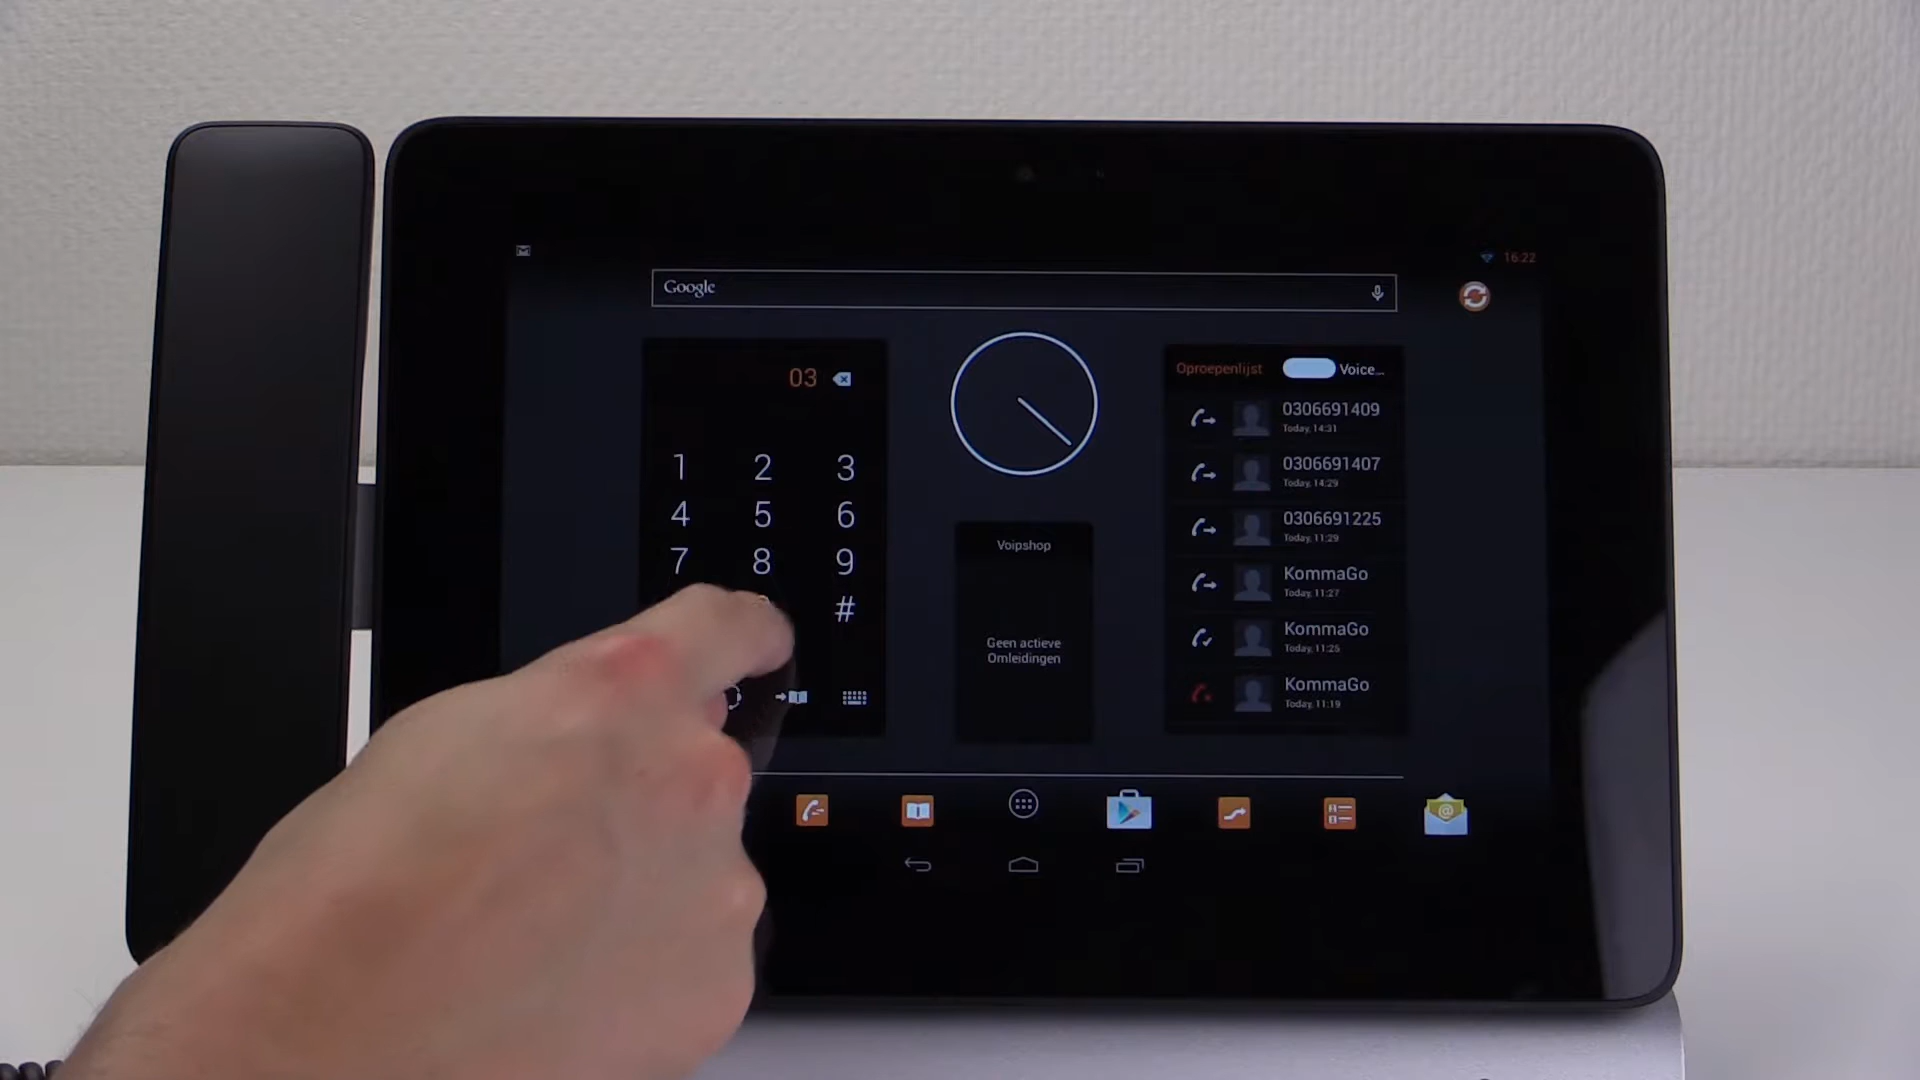 16:22
Google
03
1 2 3
4 5 6
7 8 9
#
Voipshop
Geen actieve
Omleidingen
Oproepenlijst Voice...
0306691409
Today, 14:31
0306691407
Today, 14:29
0306691225
Today, 11:29
KommaGo
Today, 11:27
KommaGo
Today, 11:25
KommaGo
Today, 11:19
@